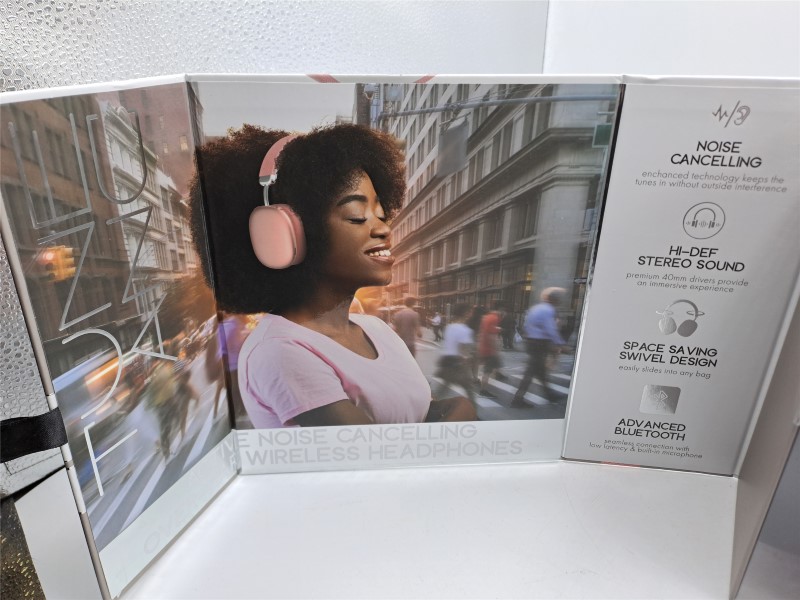 NOISE
CANCELLING
enchanced technology keeps the
tunes in without outside interference
HI-DEF
STEREO SOUND
premium 40mm drivers provide
an immersive experience
SPACE SAVING
SWIVEL DESIGN
easily slides into any bag
ADVANCED
BLUETOOTH
seamless connection with
low latency & built-in microphone
E NOISE CANCELLING
WIRELESS HEADPHONES